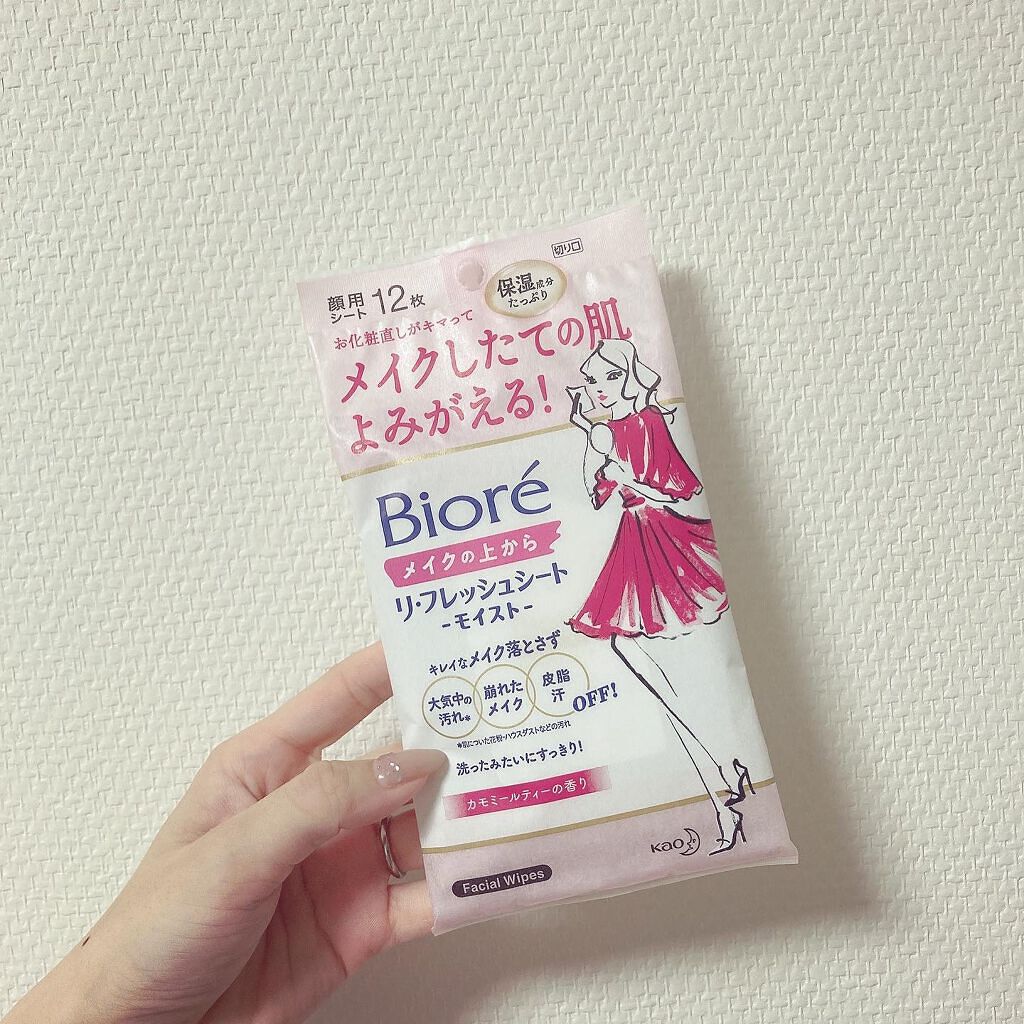 切り口
顔用
シート 12枚
保湿成分
たっぷり
お化粧直しがキマって
メイクしたての肌
よみがえる!
Bioré
メイクの上から
リ・フレッシュシート
-モイスト-
キレイなメイク落とさず
大気中の
汚れ*
崩れた
メイク
皮脂
汗
OFF!
*肌についた花粉・ハウスダストなどの汚れ
洗ったみたいにすっきり!
カモミールティーの香り
Kao
Facial Wipes